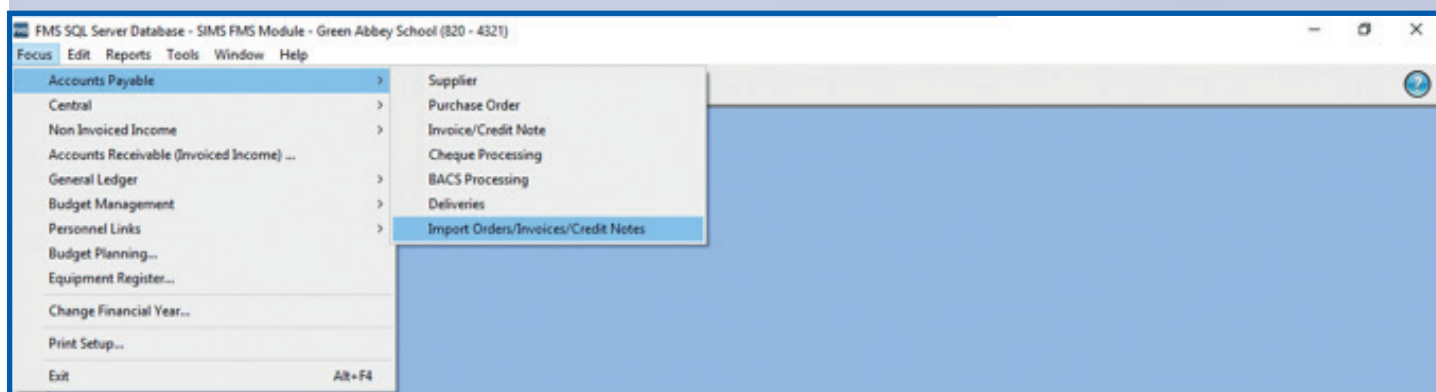 FMS SQL Server Database - SIMS FMS Module - Green Abbey School (820 - 4321)
Focus Edit Reports Tools Window Help
Accounts Payable
Central
Non Invoiced Income
Accounts Receivable (Invoiced Income) ...
General Ledger
Budget Management
Personnel Links
Budget Planning...
Equipment Register...
Change Financial Year...
Print Setup...
Exit Alt+F4
Supplier
Purchase Order
Invoice/Credit Note
Cheque Processing
BACS Processing
Deliveries
Import Orders/Invoices/Credit Notes